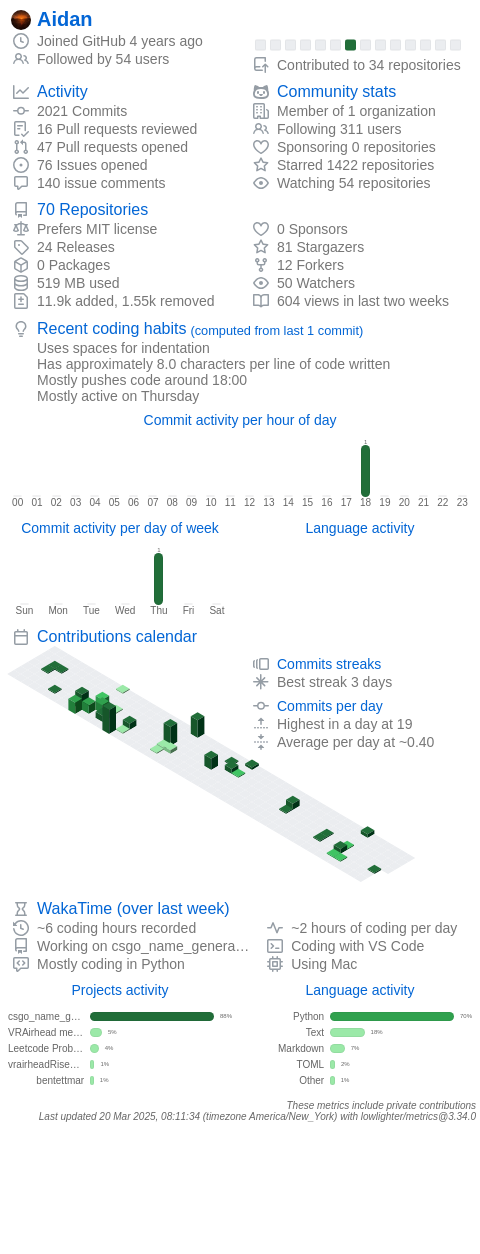 Aidan
Joined GitHub 4 years ago
Followed by 54 users
Contributed to 34 repositories
Activity
2021 Commits
16 Pull requests reviewed
47 Pull requests opened
76 Issues opened
140 issue comments
Community stats
Member of 1 organization
Following 311 users
Sponsoring 0 repositories
Starred 1422 repositories
Watching 54 repositories
70 Repositories
Prefers MIT license
24 Releases
0 Packages
519 MB used
11.9k added, 1.55k removed
0 Sponsors
81 Stargazers
12 Forkers
50 Watchers
604 views in last two weeks
Recent coding habits (computed from last 1 commit)
Uses spaces for indentation
Has approximately 8.0 characters per line of code written
Mostly pushes code around 18:00
Mostly active on Thursday
Commit activity per hour of day
1
00 01 02 03 04 05 06 07 08 09 10 11 12 13 14 15 16 17 18 19 20 21 22 23
Commit activity per day of week
1
Sun Mon Tue Wed Thu Fri Sat
Language activity
Contributions calendar
Commits streaks
Best streak 3 days
Commits per day
Highest in a day at 19
Average per day at ~0.40
WakaTime (over last week)
~6 coding hours recorded
Working on csgo_name_genera…
Mostly coding in Python
~2 hours of coding per day
Coding with VS Code
Using Mac
Projects activity
csgo_name_g… 88%
VRAirhead me… 5%
Leetcode Prob… 4%
vrairheadRise… 1%
bentettmar 1%
Language activity
Python 70%
Text 18%
Markdown 7%
TOML 2%
Other 1%
These metrics include private contributions
Last updated 20 Mar 2025, 08:11:34 (timezone America/New_York) with lowlighter/metrics@3.34.0